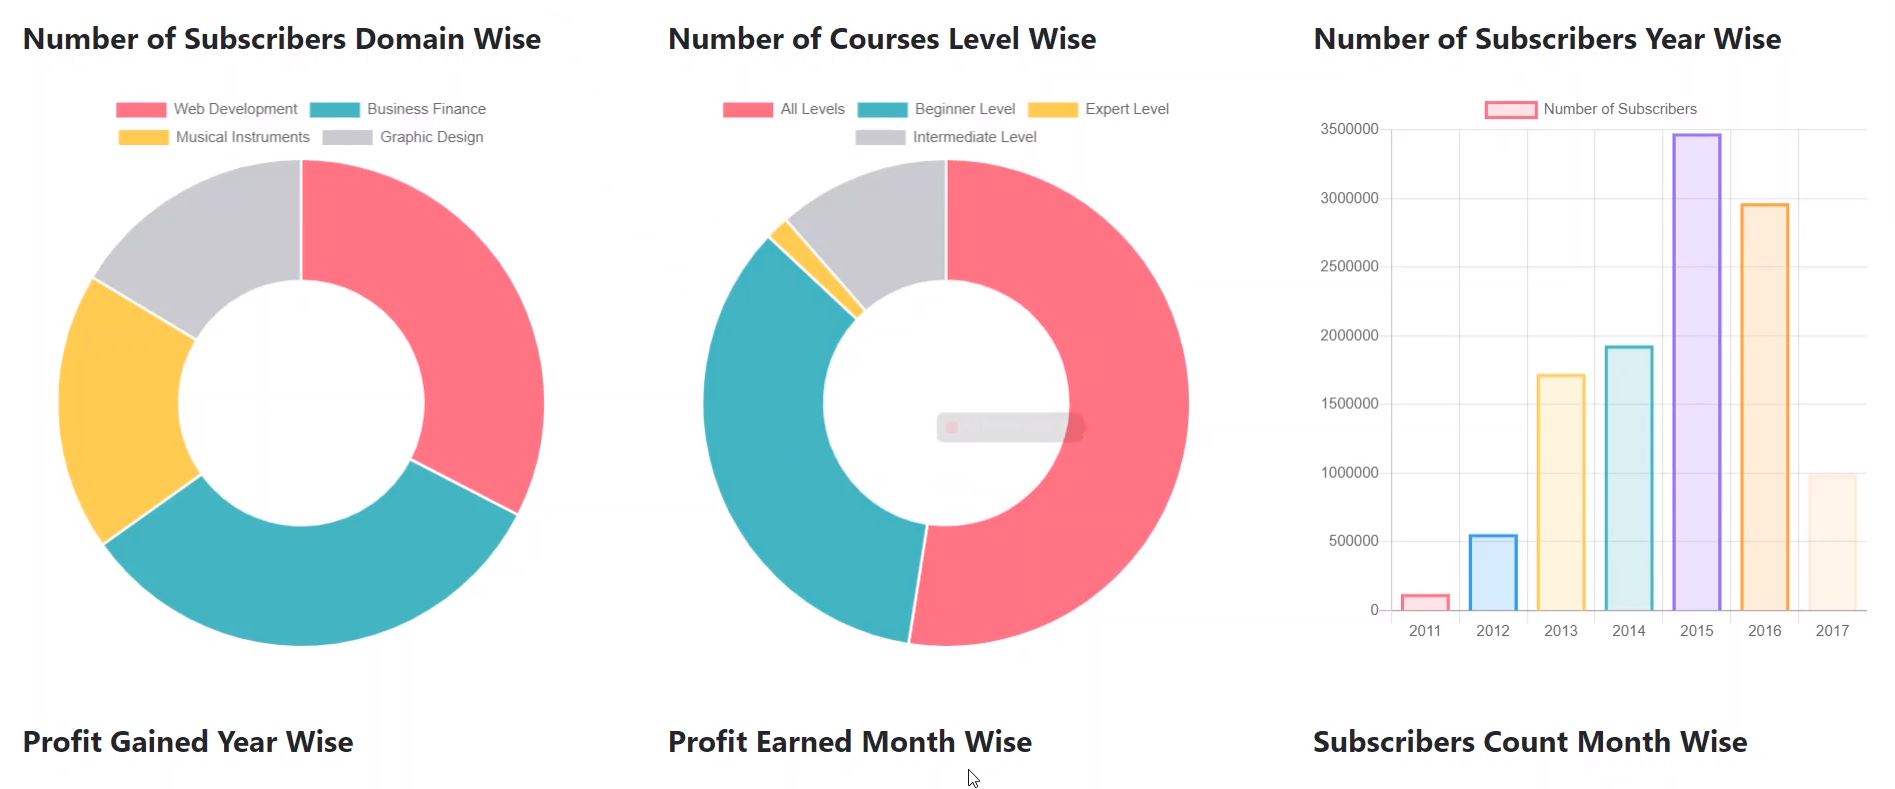 Number of Subscribers Domain Wise
Web Development Business Finance
Musical Instruments Graphic Design
Number of Courses Level Wise
All Levels Beginner Level Expert Level
Intermediate Level
Number of Subscribers Year Wise
Number of Subscribers
3500000
3000000
2500000
2000000
1500000
1000000
500000
0
2011 2012 2013 2014 2015 2016 2017
Profit Gained Year Wise
Profit Earned Month Wise
Subscribers Count Month Wise